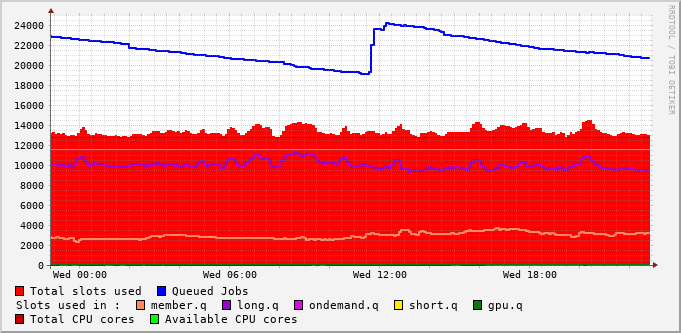 24000
22000
20000
18000
16000
14000
12000
10000
8000
6000
4000
2000
0
Wed 00:00 Wed 06:00 Wed 12:00 Wed 18:00
RRDTOOL / TOBI OETIKER
Total slots used Queued Jobs
Slots used in : member.q long.q ondemand.q short.q gpu.q
Total CPU cores Available CPU cores